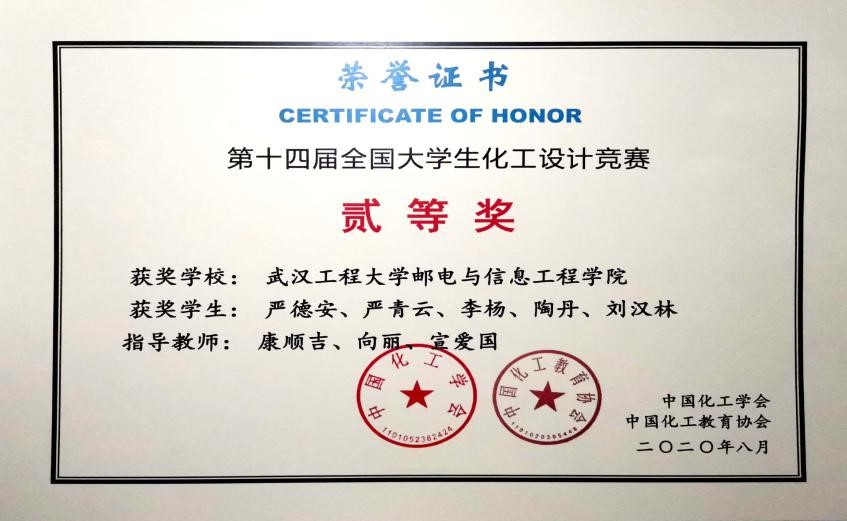 荣誉证书
CERTIFICATE OF HONOR
第十四届全国大学生化工设计竞赛
贰等奖
获奖学校： 武汉工程大学邮电与信息工程学院
获奖学生： 严德安、严青云、李杨、陶丹、刘汉林
指导教师： 康顺吉、向丽、宣爱国
中国化工学会
1101052362424
中国化工教育协会
1101020395448
中国化工学会
中国化工教育协会
二〇二〇年八月